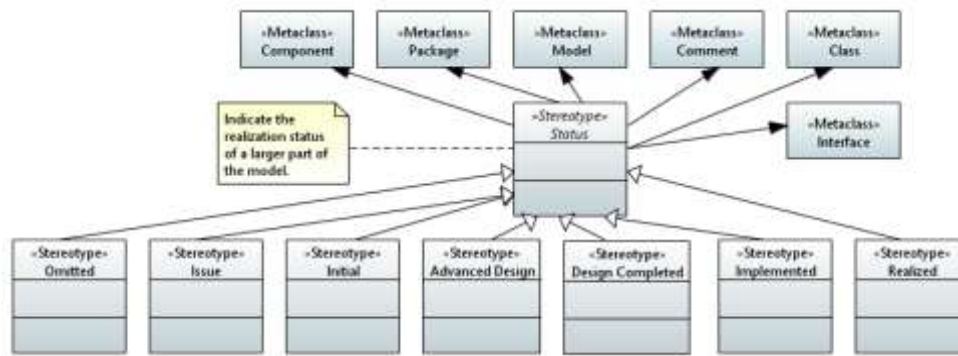 «Metaclass»
Component
«Metaclass»
Package
«Metaclass»
Model
«Metaclass»
Comment
«Metaclass»
Class
Indicate the
realization status
of a larger part of
the model.
«Stereotype»
Status
«Metaclass»
Interface
«Stereotype»
Omitted
«Stereotype»
Issue
«Stereotype»
Initial
«Stereotype»
Advanced Design
«Stereotype»
Design Completed
«Stereotype»
Implemented
«Stereotype»
Realized